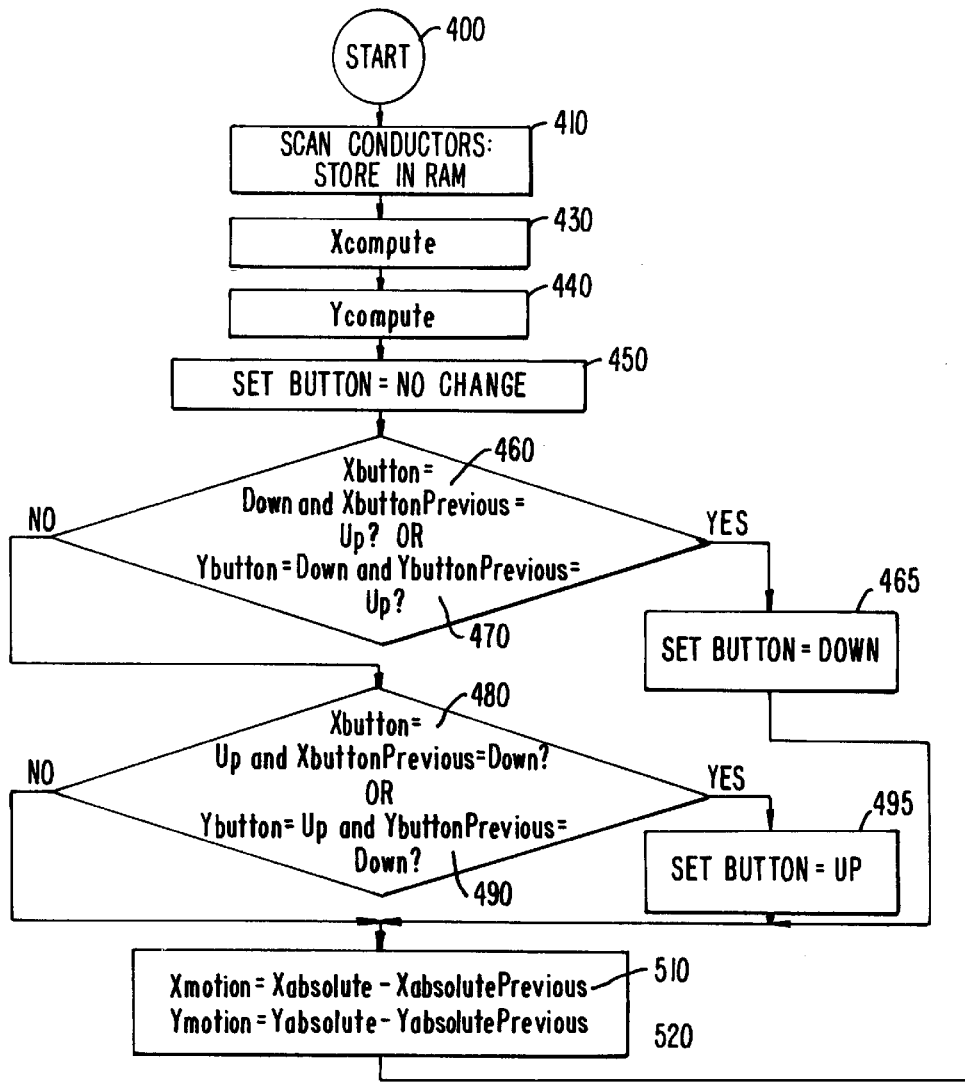 400
START
410
SCAN CONDUCTORS:
STORE IN RAM
430
Xcompute
440
Ycompute
450
SET BUTTON = NO CHANGE
460
Xbutton=
Down and XbuttonPrevious=
Up? OR
Ybutton=Down and YbuttonPrevious=
Up?
470
NO
YES
465
SET BUTTON = DOWN
480
Xbutton=
Up and XbuttonPrevious=Down?
OR
Ybutton=Up and YbuttonPrevious=
Down?
490
NO
YES
495
SET BUTTON = UP
Xmotion=Xabsolute-XabsolutePrevious
510
Ymotion=Yabsolute-YabsolutePrevious
520